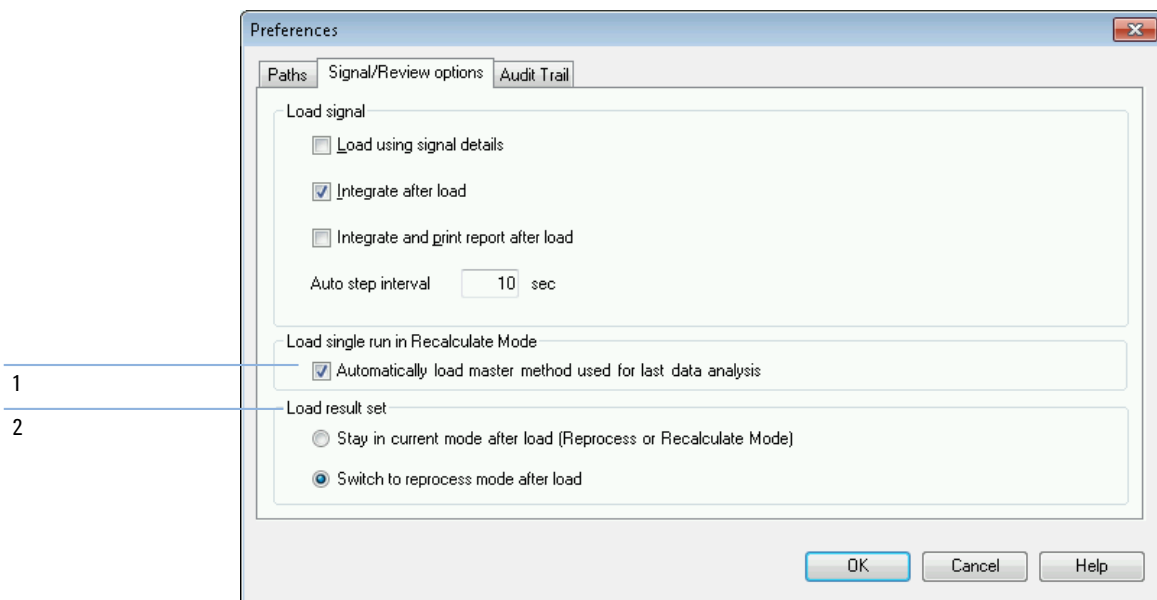 Preferences
Paths
Signal/Review options
Audit Trail
Load signal
Load using signal details
Integrate after load
Integrate and print report after load
Auto step interval 10 sec
Load single run in Recalculate Mode
1
Automatically load master method used for last data analysis
2
Load result set
Stay in current mode after load (Reprocess or Recalculate Mode)
Switch to reprocess mode after load
OK
Cancel
Help